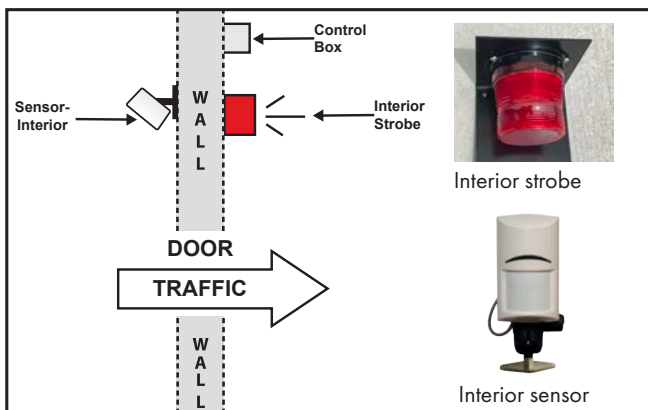 Control
Box
Sensor-
Interior
W
A
L
L
Interior
Strobe
Interior strobe
DOOR
TRAFFIC
W
A
L
L
Interior sensor